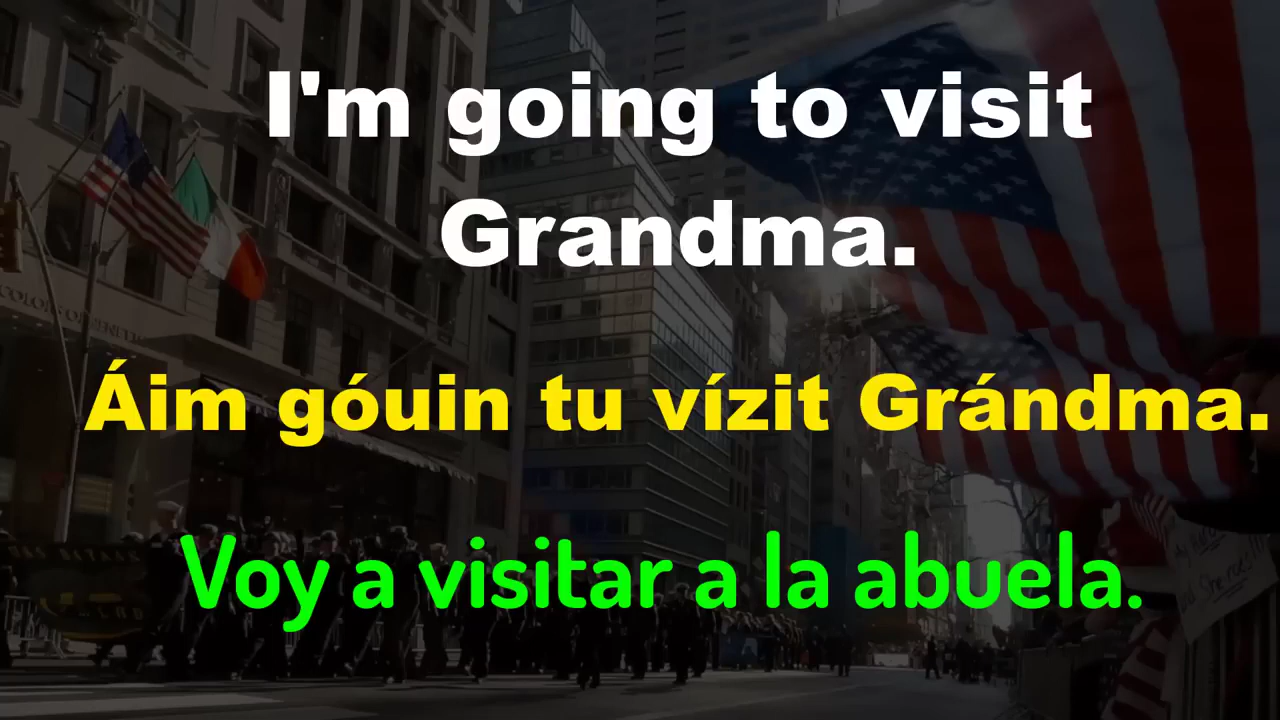 I'm going to visit
Grandma.
Áim góuin tu vízit Grándma.
Voy a visitar a la abuela.